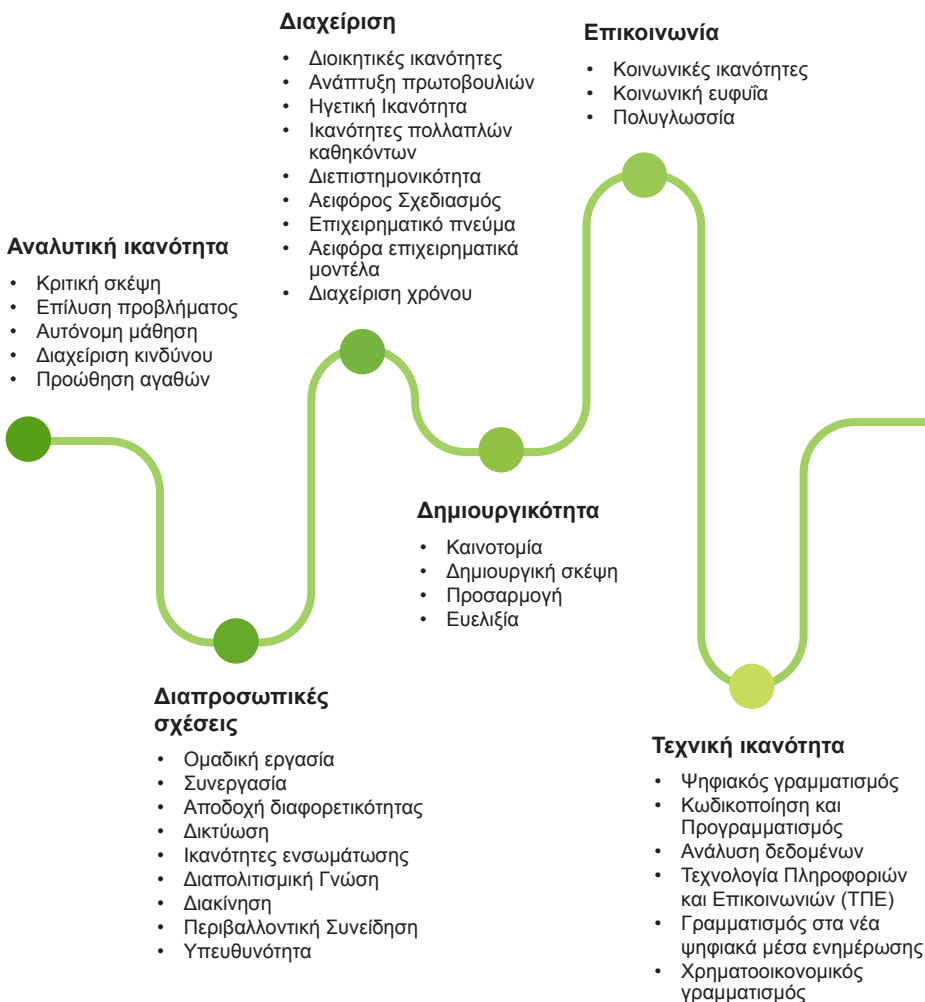 Διαχείριση
• Διοικητικές ικανότητες
• Ανάπτυξη πρωτοβουλιών
• Ηγετική Ικανότητα
• Ικανότητες πολλαπλών
καθηκόντων
• Διεπιστημονικότητα
• Αειφόρος Σχεδιασμός
• Επιχειρηματικό πνεύμα
• Αειφόρα επιχειρηματικά
μοντέλα
• Διαχείριση χρόνου
Επικοινωνία
• Κοινωνικές ικανότητες
• Κοινωνική ευφυΐα
• Πολυγλωσσία
Αναλυτική ικανότητα
• Κριτική σκέψη
• Επίλυση προβλήματος
• Αυτόνομη μάθηση
• Διαχείριση κινδύνου
• Προώθηση αγαθών
Δημιουργικότητα
• Καινοτομία
• Δημιουργική σκέψη
• Προσαρμογή
• Ευελιξία
Διαπροσωπικές
σχέσεις
• Ομαδική εργασία
• Συνεργασία
• Αποδοχή διαφορετικότητας
• Δικτύωση
• Ικανότητες ενσωμάτωσης
• Διαπολιτισμική Γνώση
• Διακίνηση
• Περιβαλλοντική Συνείδηση
• Υπευθυνότητα
Τεχνική ικανότητα
• Ψηφιακός γραμματισμός
• Κωδικοποίηση και
Προγραμματισμός
• Ανάλυση δεδομένων
• Τεχνολογία Πληροφοριών
και Επικοινωνιών (ΤΠΕ)
• Γραμματισμός στα νέα
ψηφιακά μέσα ενημέρωσης
• Χρηματοοικονομικός
γραμματισμός